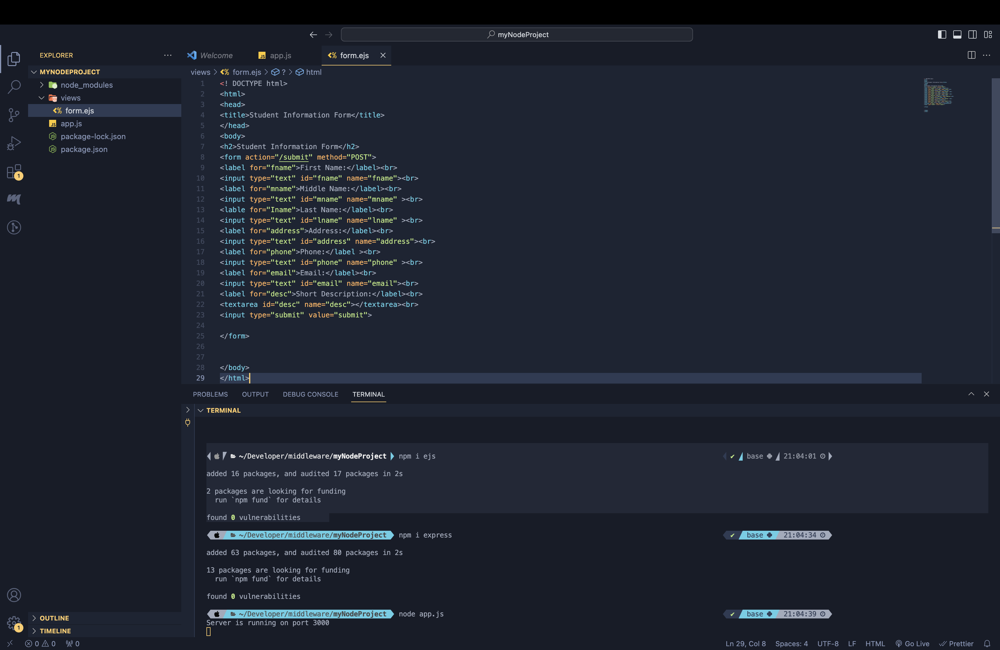 myNodeProject
EXPLORER
MYNODEPROJECT
node_modules
views
form.ejs
app.js
package-lock.json
package.json
1
OUTLINE
TIMELINE
1
Welcome
JS app.js
<% form.ejs
views > <% form.ejs > ? > html
1 <! DOCTYPE html>
2 <html>
3 <head>
4 <title>Student Information Form</title>
5 </head>
6 <body>
7 <h2>Student Information Form</h2>
8 <form action="/submit" method="POST">
9 <label for="fname">First Name:</label><br>
10 <input type="text" id="fname" name="fname"><br>
11 <label for="mname">Middle Name:</label><br>
12 <input type="text" id="mname" name="mname" ><br>
13 <lable for="Iname">Last Name:</label><br>
14 <input type="text" id="lname" name="lname" ><br>
15 <label for="address">Address:</label><br>
16 <input type="text" id="address" name="address"><br>
17 <label for="phone">Phone:</label ><br>
18 <input type="text" id="phone" name="phone" ><br>
19 <label for="email">Email:</label><br>
20 <input type="text" id="email" name="email"><br>
21 <label for="desc">Short Description:</label><br>
22 <textarea id="desc" name="desc"></textarea><br>
23 <input type="submit" value="submit">
24
25 </form>
26
27
28 </body>
29 </html>
PROBLEMS OUTPUT DEBUG CONSOLE TERMINAL
TERMINAL
~/Developer/middleware/myNodeProject npm i ejs ✔ base 21:04:01
added 16 packages, and audited 17 packages in 2s
2 packages are looking for funding
run `npm fund` for details
found 0 vulnerabilities
~/Developer/middleware/myNodeProject npm i express ✔ base 21:04:34
added 63 packages, and audited 80 packages in 2s
13 packages are looking for funding
run `npm fund` for details
found 0 vulnerabilities
~/Developer/middleware/myNodeProject node app.js ✔ base 21:04:39
Server is running on port 3000
0 0 0 Ln 29, Col 8 Spaces: 4 UTF-8 LF HTML Go Live Prettier